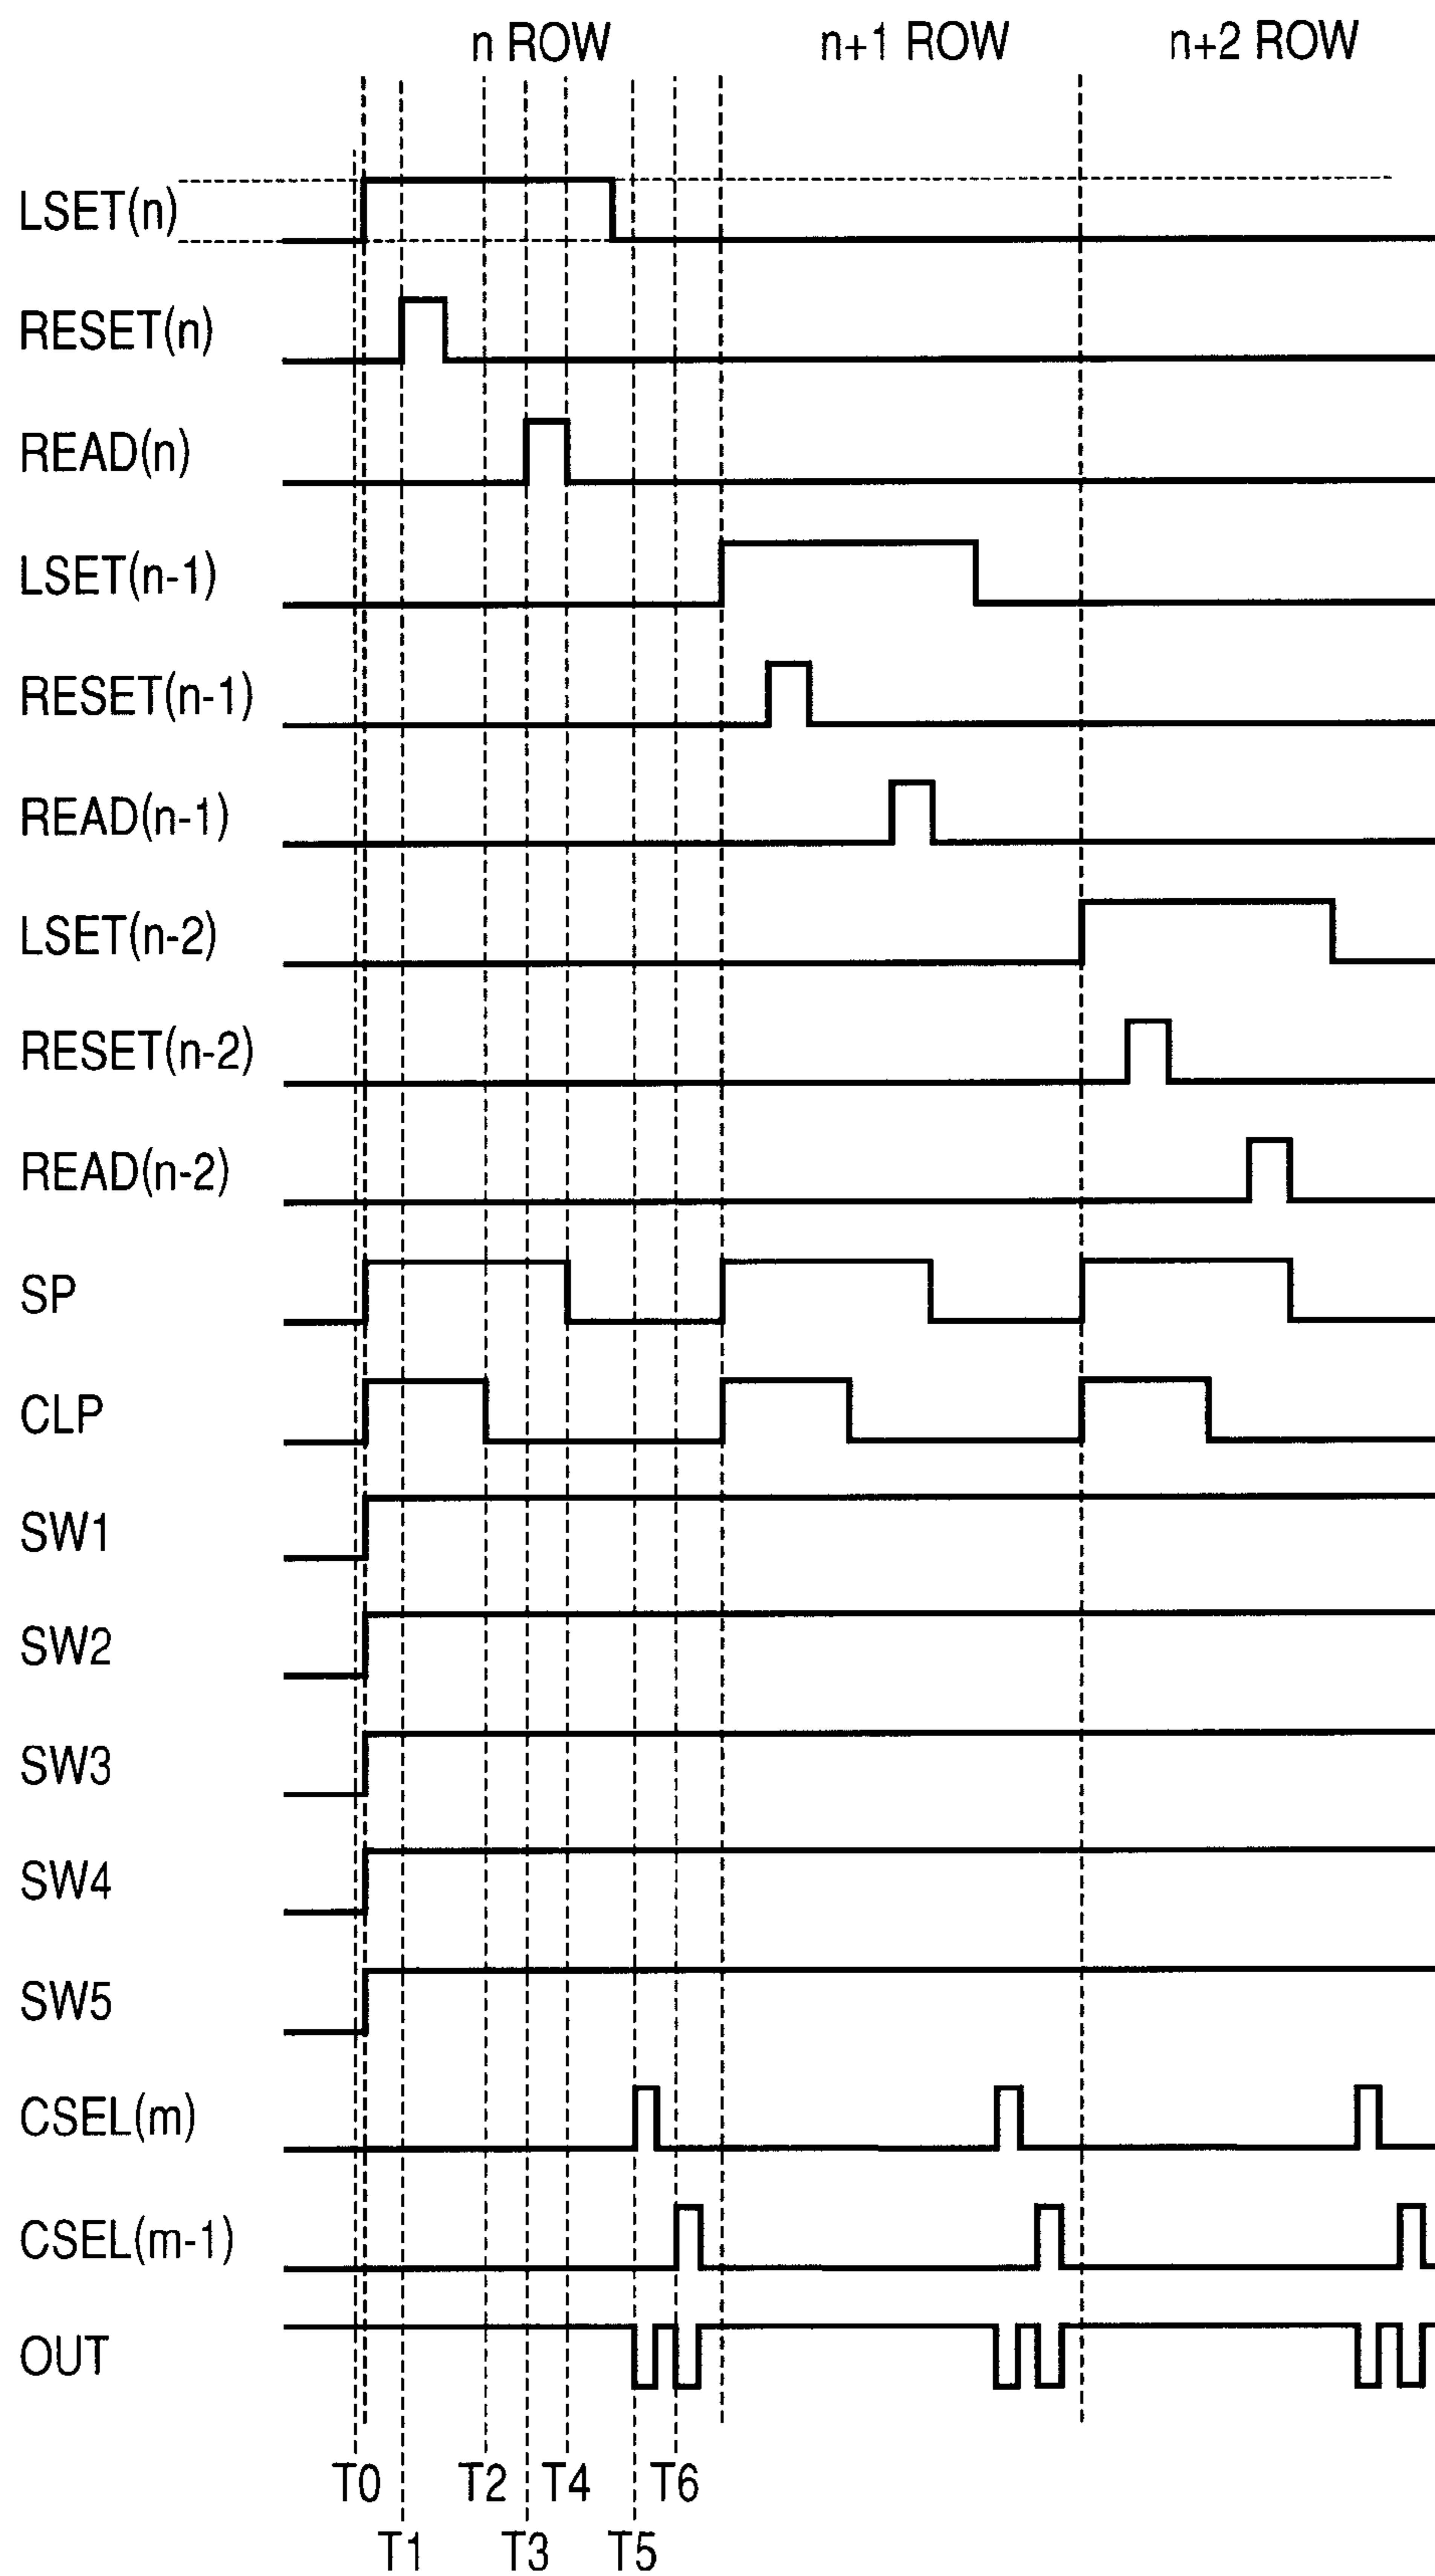 n ROW n+1 ROW n+2 ROW
LSET(n)
RESET(n)
READ(n)
LSET(n-1)
RESET(n-1)
READ(n-1)
LSET(n-2)
RESET(n-2)
READ(n-2)
SP
CLP
SW1
SW2
SW3
SW4
SW5
CSEL(m)
CSEL(m-1)
OUT
T0 T2 T4 T6
T1 T3 T5